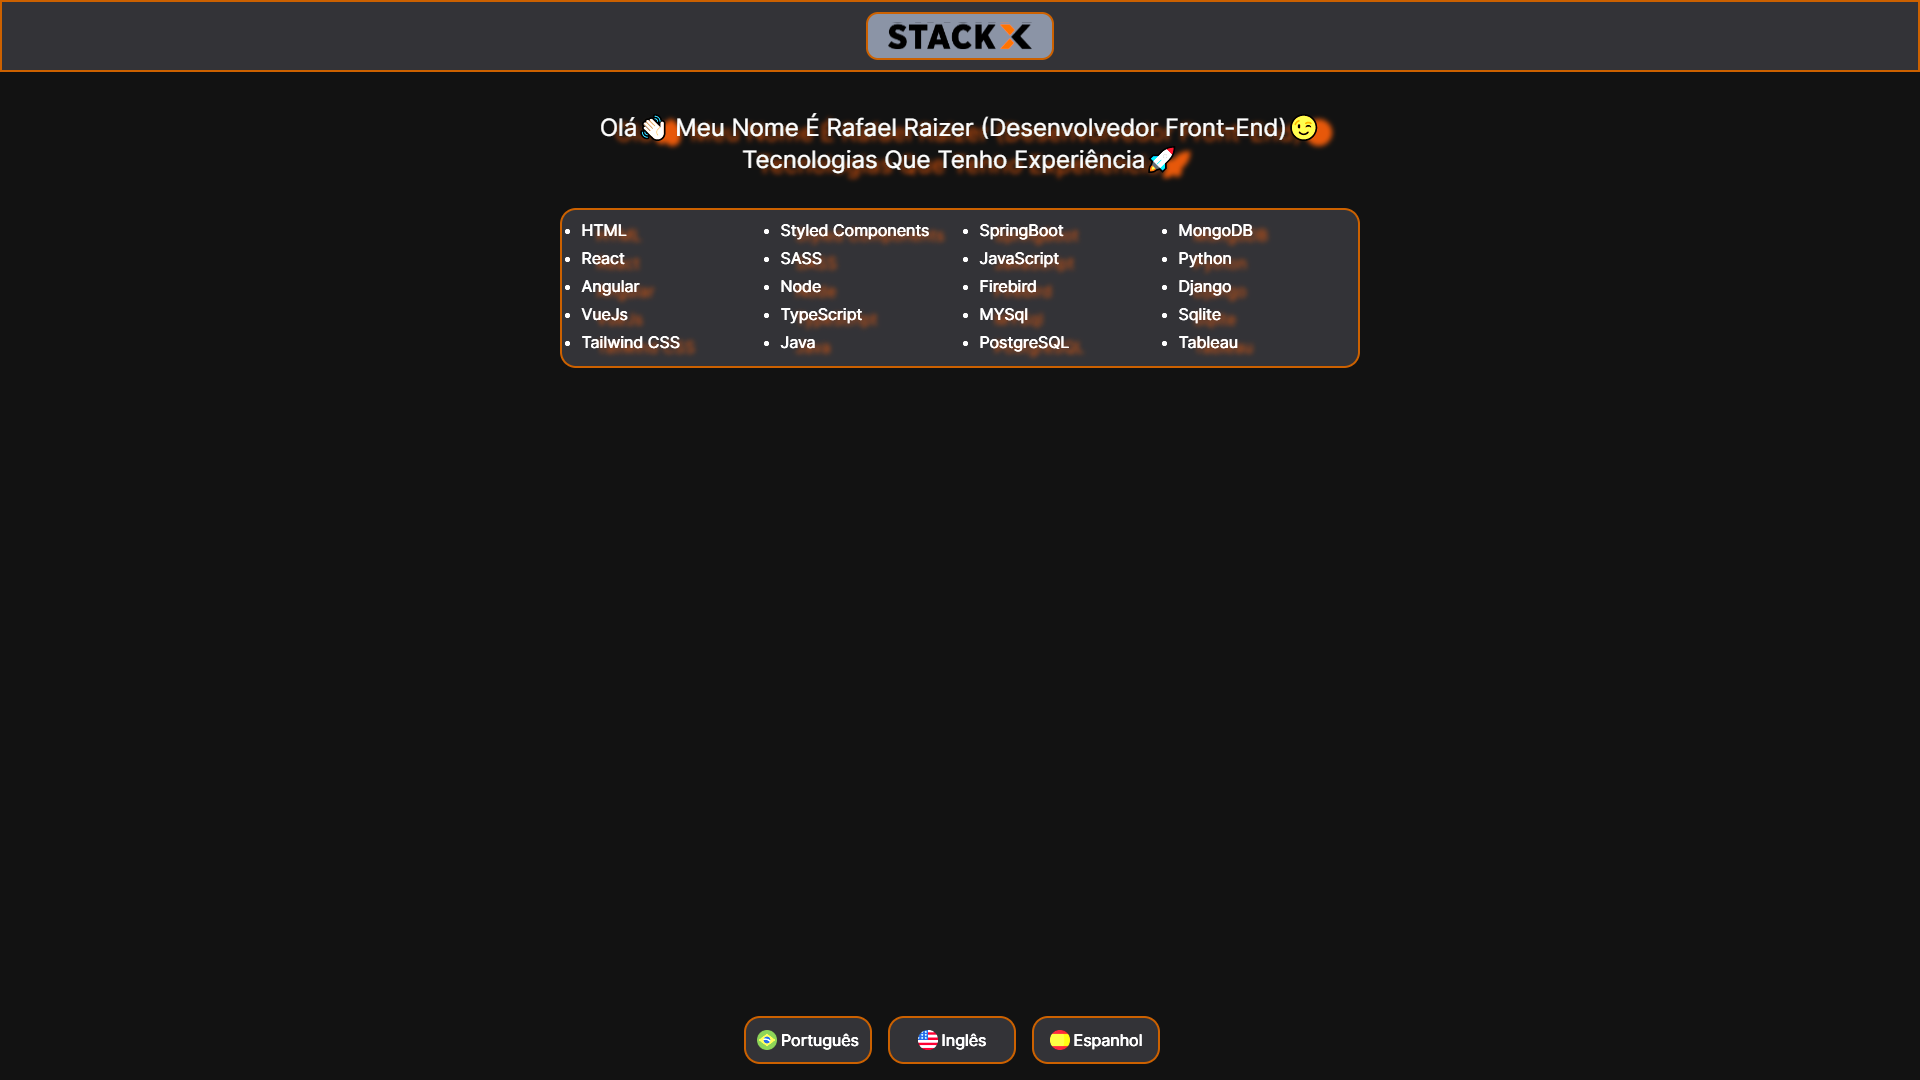 STACKX
Olá👋🏻 Meu Nome É Rafael Raizer (Desenvolvedor Front-End)😉
Tecnologias Que Tenho Experiência🚀
• HTML
• React
• Angular
• VueJs
• Tailwind CSS
• Styled Components
• SASS
• Node
• TypeScript
• Java
• SpringBoot
• JavaScript
• Firebird
• MYSql
• PostgreSQL
• MongoDB
• Python
• Django
• Sqlite
• Tableau
Português
Inglês
Espanhol